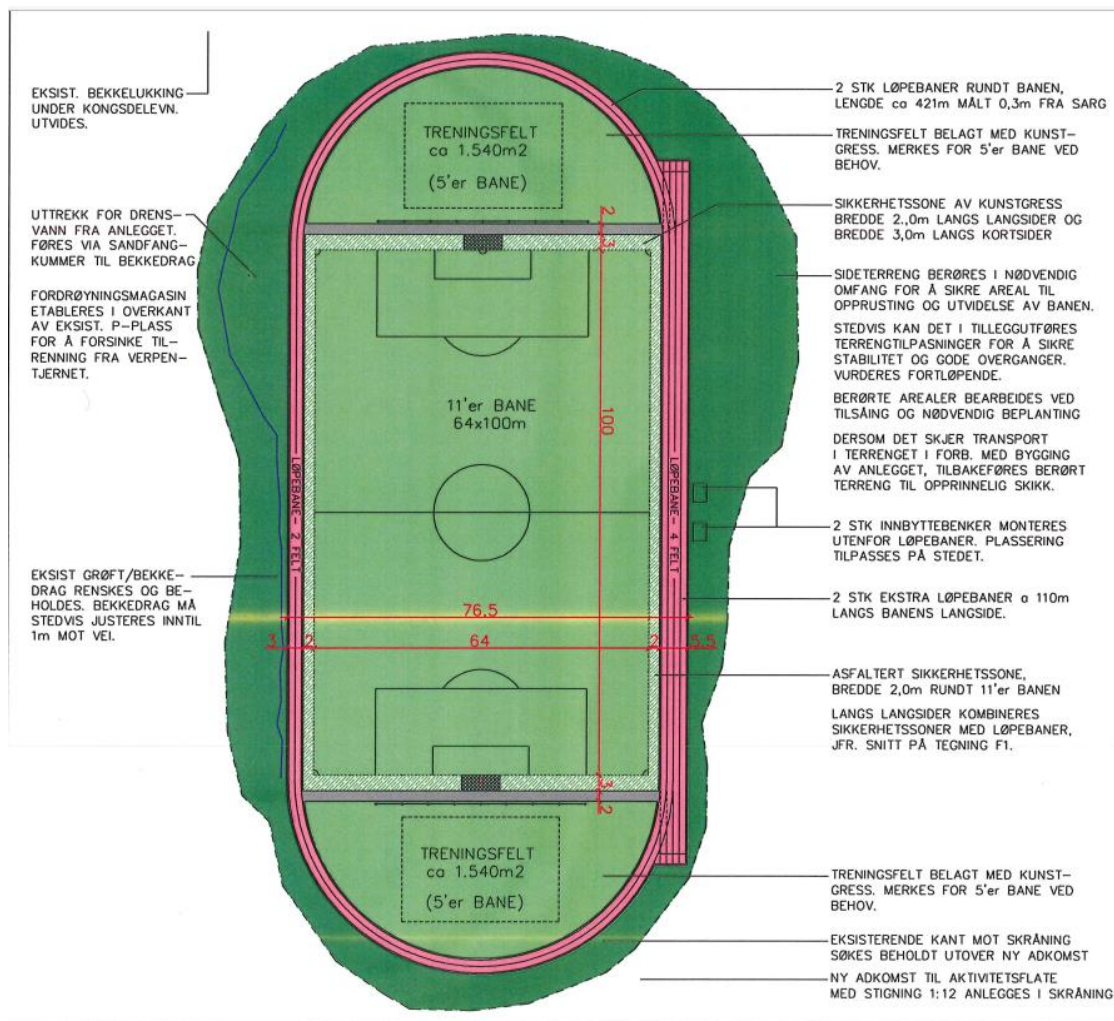 EKSIST. BEKKELUKKING
UNDER KONGSDELEVN.
UTVIDES.
UTTREKK FOR DRENS-
VANN FRA ANLEGGET.
FØRES VIA SANDFANG-
KUMMER TIL BEKKEDRAG
FORDRØYNINGSMAGASIN
ETABLERES I OVERKANT
AV EKSIST. P-PLASS
FOR Å FORSINKE TIL-
RENNING FRA VERPEN-
TJERNET.
EKSIST GRØFT/BEKKE-
DRAG RENSKES OG BE-
HOLDES. BEKKEDRAG MÅ
STEDVIS JUSTERES INNTIL
1m MOT VEI.
TRENINGSFELT
ca 1.540m2
(5'er BANE)
2
3
11'er BANE
64x100m
100
LØPEBANE- 2 FELT
LØPEBANE- 4 FELT
76.5
3
2
64
2
5.5
3
2
TRENINGSFELT
ca 1.540m2
(5'er BANE)
2 STK LØPEBANER RUNDT BANEN,
LENGDE ca 421m MÅLT 0,3m FRA SARG
TRENINGSFELT BELAGT MED KUNST-
GRESS. MERKES FOR 5'er BANE VED
BEHOV.
SIKKERHETSSONE AV KUNSTGRESS
BREDDE 2,0m LANGS LANGSIDER OG
BREDDE 3,0m LANGS KORTSIDER
SIDETERRENG BERØRES I NØDVENDIG
OMFANG FOR Å SIKRE AREAL TIL
OPPRUSTING OG UTVIDELSE AV BANEN.
STEDVIS KAN DET I TILLEGGUTFØRES
TERRENGTILPASNINGER FOR Å SIKRE
STABILITET OG GODE OVERGANGER.
VURDERES FORTLØPENDE.
BERØRTE AREALER BEARBEIDES VED
TILSÅING OG NØDVENDIG BEPLANTING
DERSOM DET SKJER TRANSPORT
I TERRENGET I FORB. MED BYGGING
AV ANLEGGET, TILBAKEFØRES BERØRT
TERRENG TIL OPPRINNELIG SKIKK.
2 STK INNBYTTEBENKER MONTERES
UTENFOR LØPEBANER. PLASSERING
TILPASSES PÅ STEDET.
2 STK EKSTRA LØPEBANER a 110m
LANGS BANENS LANGSIDE.
ASFALTERT SIKKERHETSSONE,
BREDDE 2,0m RUNDT 11'er BANEN
LANGS LANGSIDER KOMBINERES
SIKKERHETSSONER MED LØPEBANER,
JFR. SNITT PÅ TEGNING F1.
TRENINGSFELT BELAGT MED KUNST-
GRESS. MERKES FOR 5'er BANE VED
BEHOV.
EKSISTERENDE KANT MOT SKRÅNING
SØKES BEHOLDT UTOVER NY ADKOMST
NY ADKOMST TIL AKTIVITETSFLATE
MED STIGNING 1:12 ANLEGGES I SKRÅNING